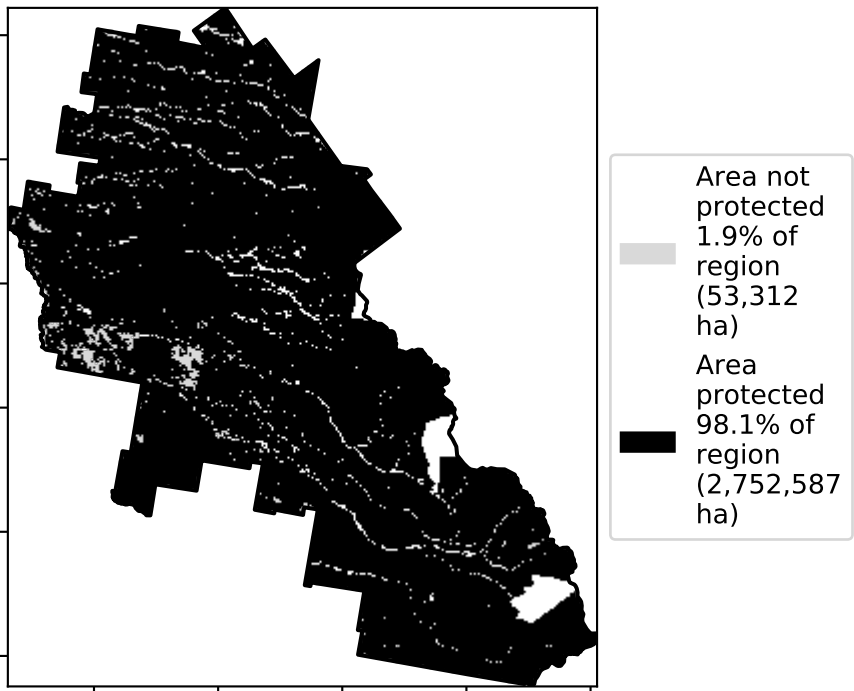 Area not
protected
1.9% of
region
(53,312
ha)
Area
protected
98.1% of
region
(2,752,587
ha)